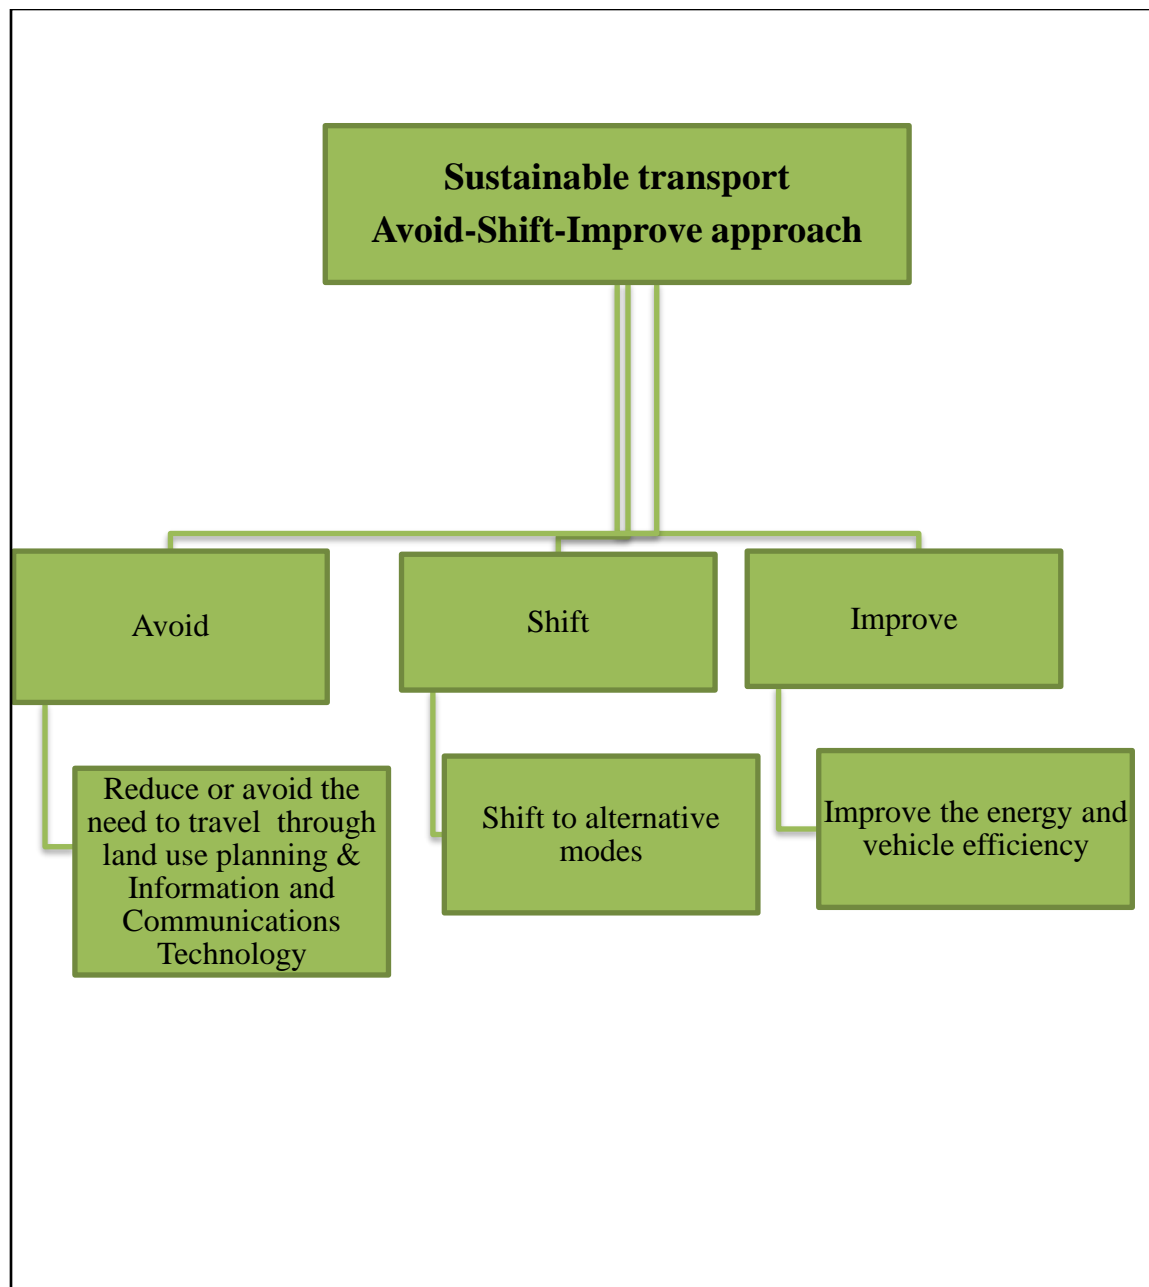 Sustainable transport
Avoid-Shift-Improve approach
Avoid
Shift
Improve
Reduce or avoid the
need to travel through
land use planning &
Information and
Communications
Technology
Shift to alternative
modes
Improve the energy and
vehicle efficiency